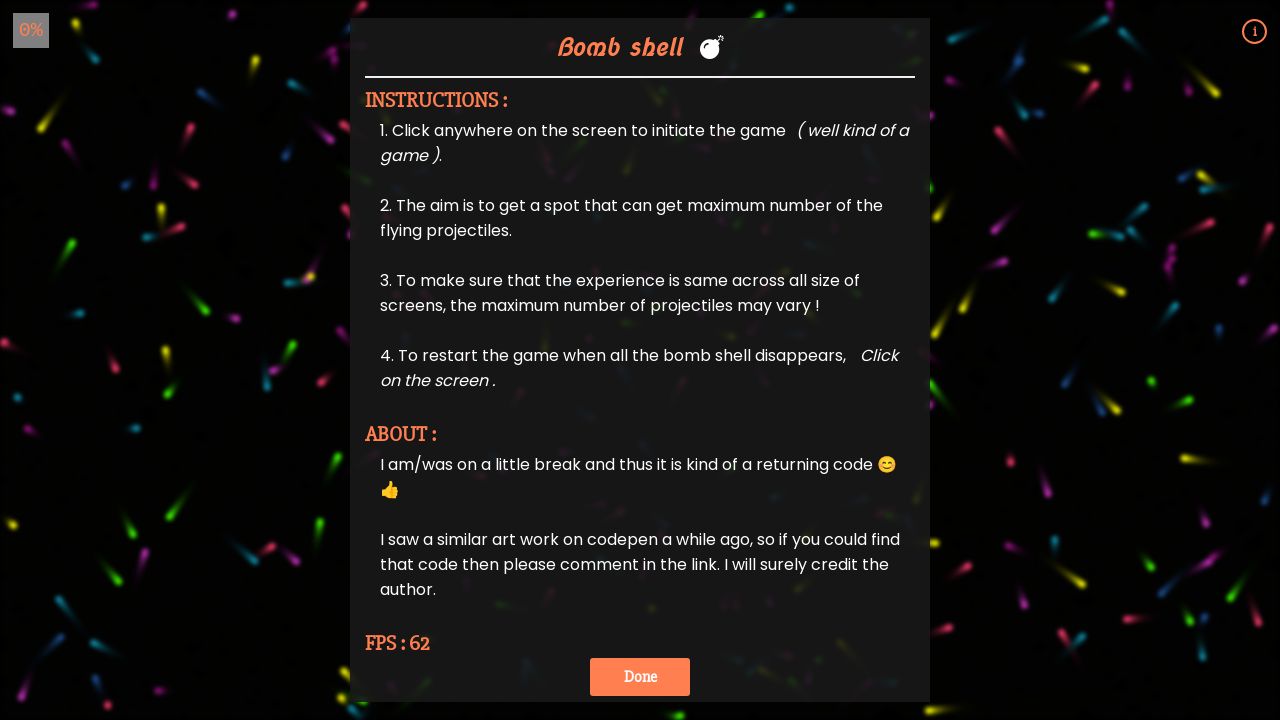 0%
Bomb shell 💣
i
INSTRUCTIONS :
1. Click anywhere on the screen to initiate the game ( well kind of a
game ).
2. The aim is to get a spot that can get maximum number of the
flying projectiles.
3. To make sure that the experience is same across all size of
screens, the maximum number of projectiles may vary !
4. To restart the game when all the bomb shell disappears, Click
on the screen .
ABOUT :
I am/was on a little break and thus it is kind of a returning code 😊
👍
I saw a similar art work on codepen a while ago, so if you could find
that code then please comment in the link. I will surely credit the
author.
FPS : 62
Done